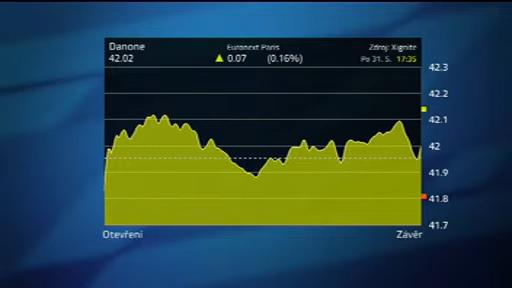 Danone Euronext Paris Zdroj: Xignite
42.02 0.07 (0.16%) Po 31. 5. 17:35
42.3
42.2
42.1
42
41.9
41.8
41.7
Otevření Závěr